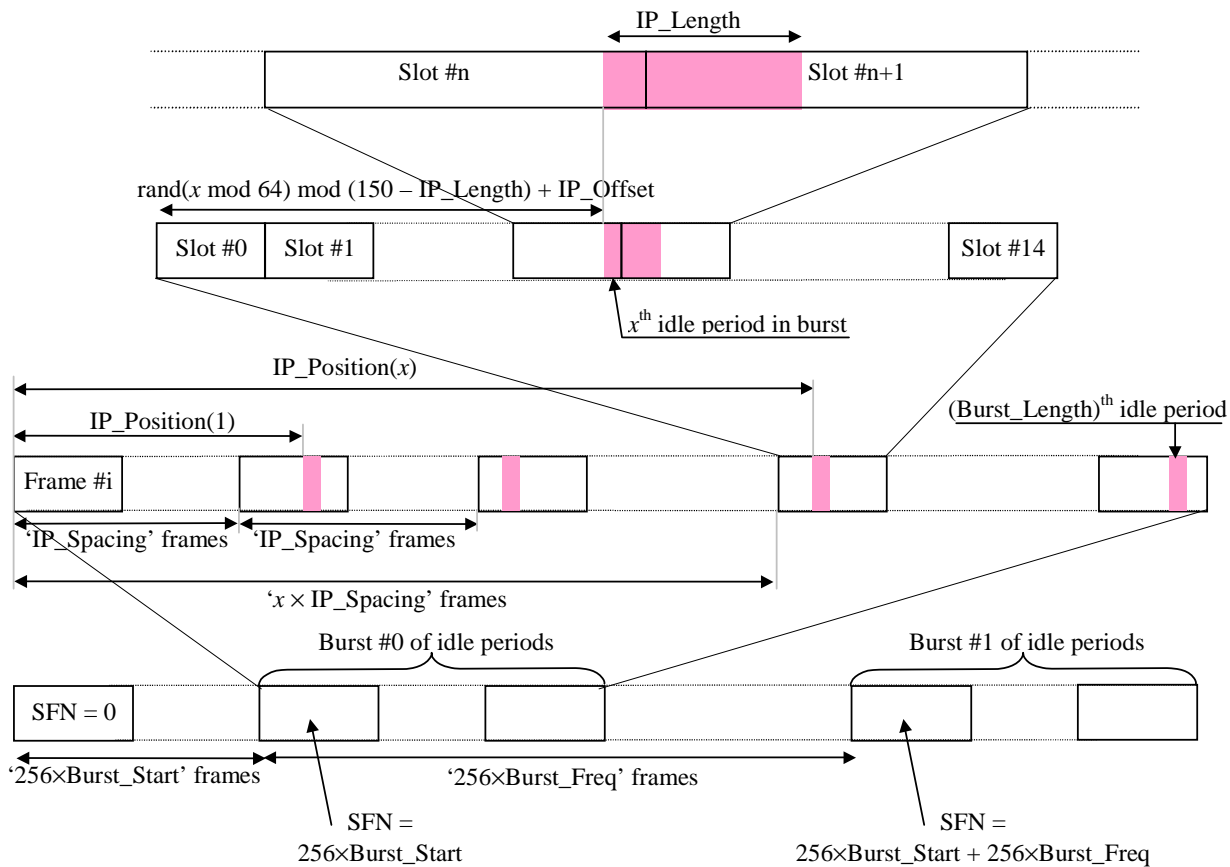 IP_Length
Slot #n
Slot #n+1
rand(x mod 64) mod (150 – IP_Length) + IP_Offset
Slot #0
Slot #1
Slot #14
xth idle period in burst
IP_Position(x)
IP_Position(1)
(Burst_Length)th idle period
Frame #i
‘IP_Spacing’ frames
‘IP_Spacing’ frames
‘x × IP_Spacing’ frames
Burst #0 of idle periods
Burst #1 of idle periods
SFN = 0
‘256×Burst_Start’ frames
‘256×Burst_Freq’ frames
SFN =
256×Burst_Start
SFN =
256×Burst_Start + 256×Burst_Freq